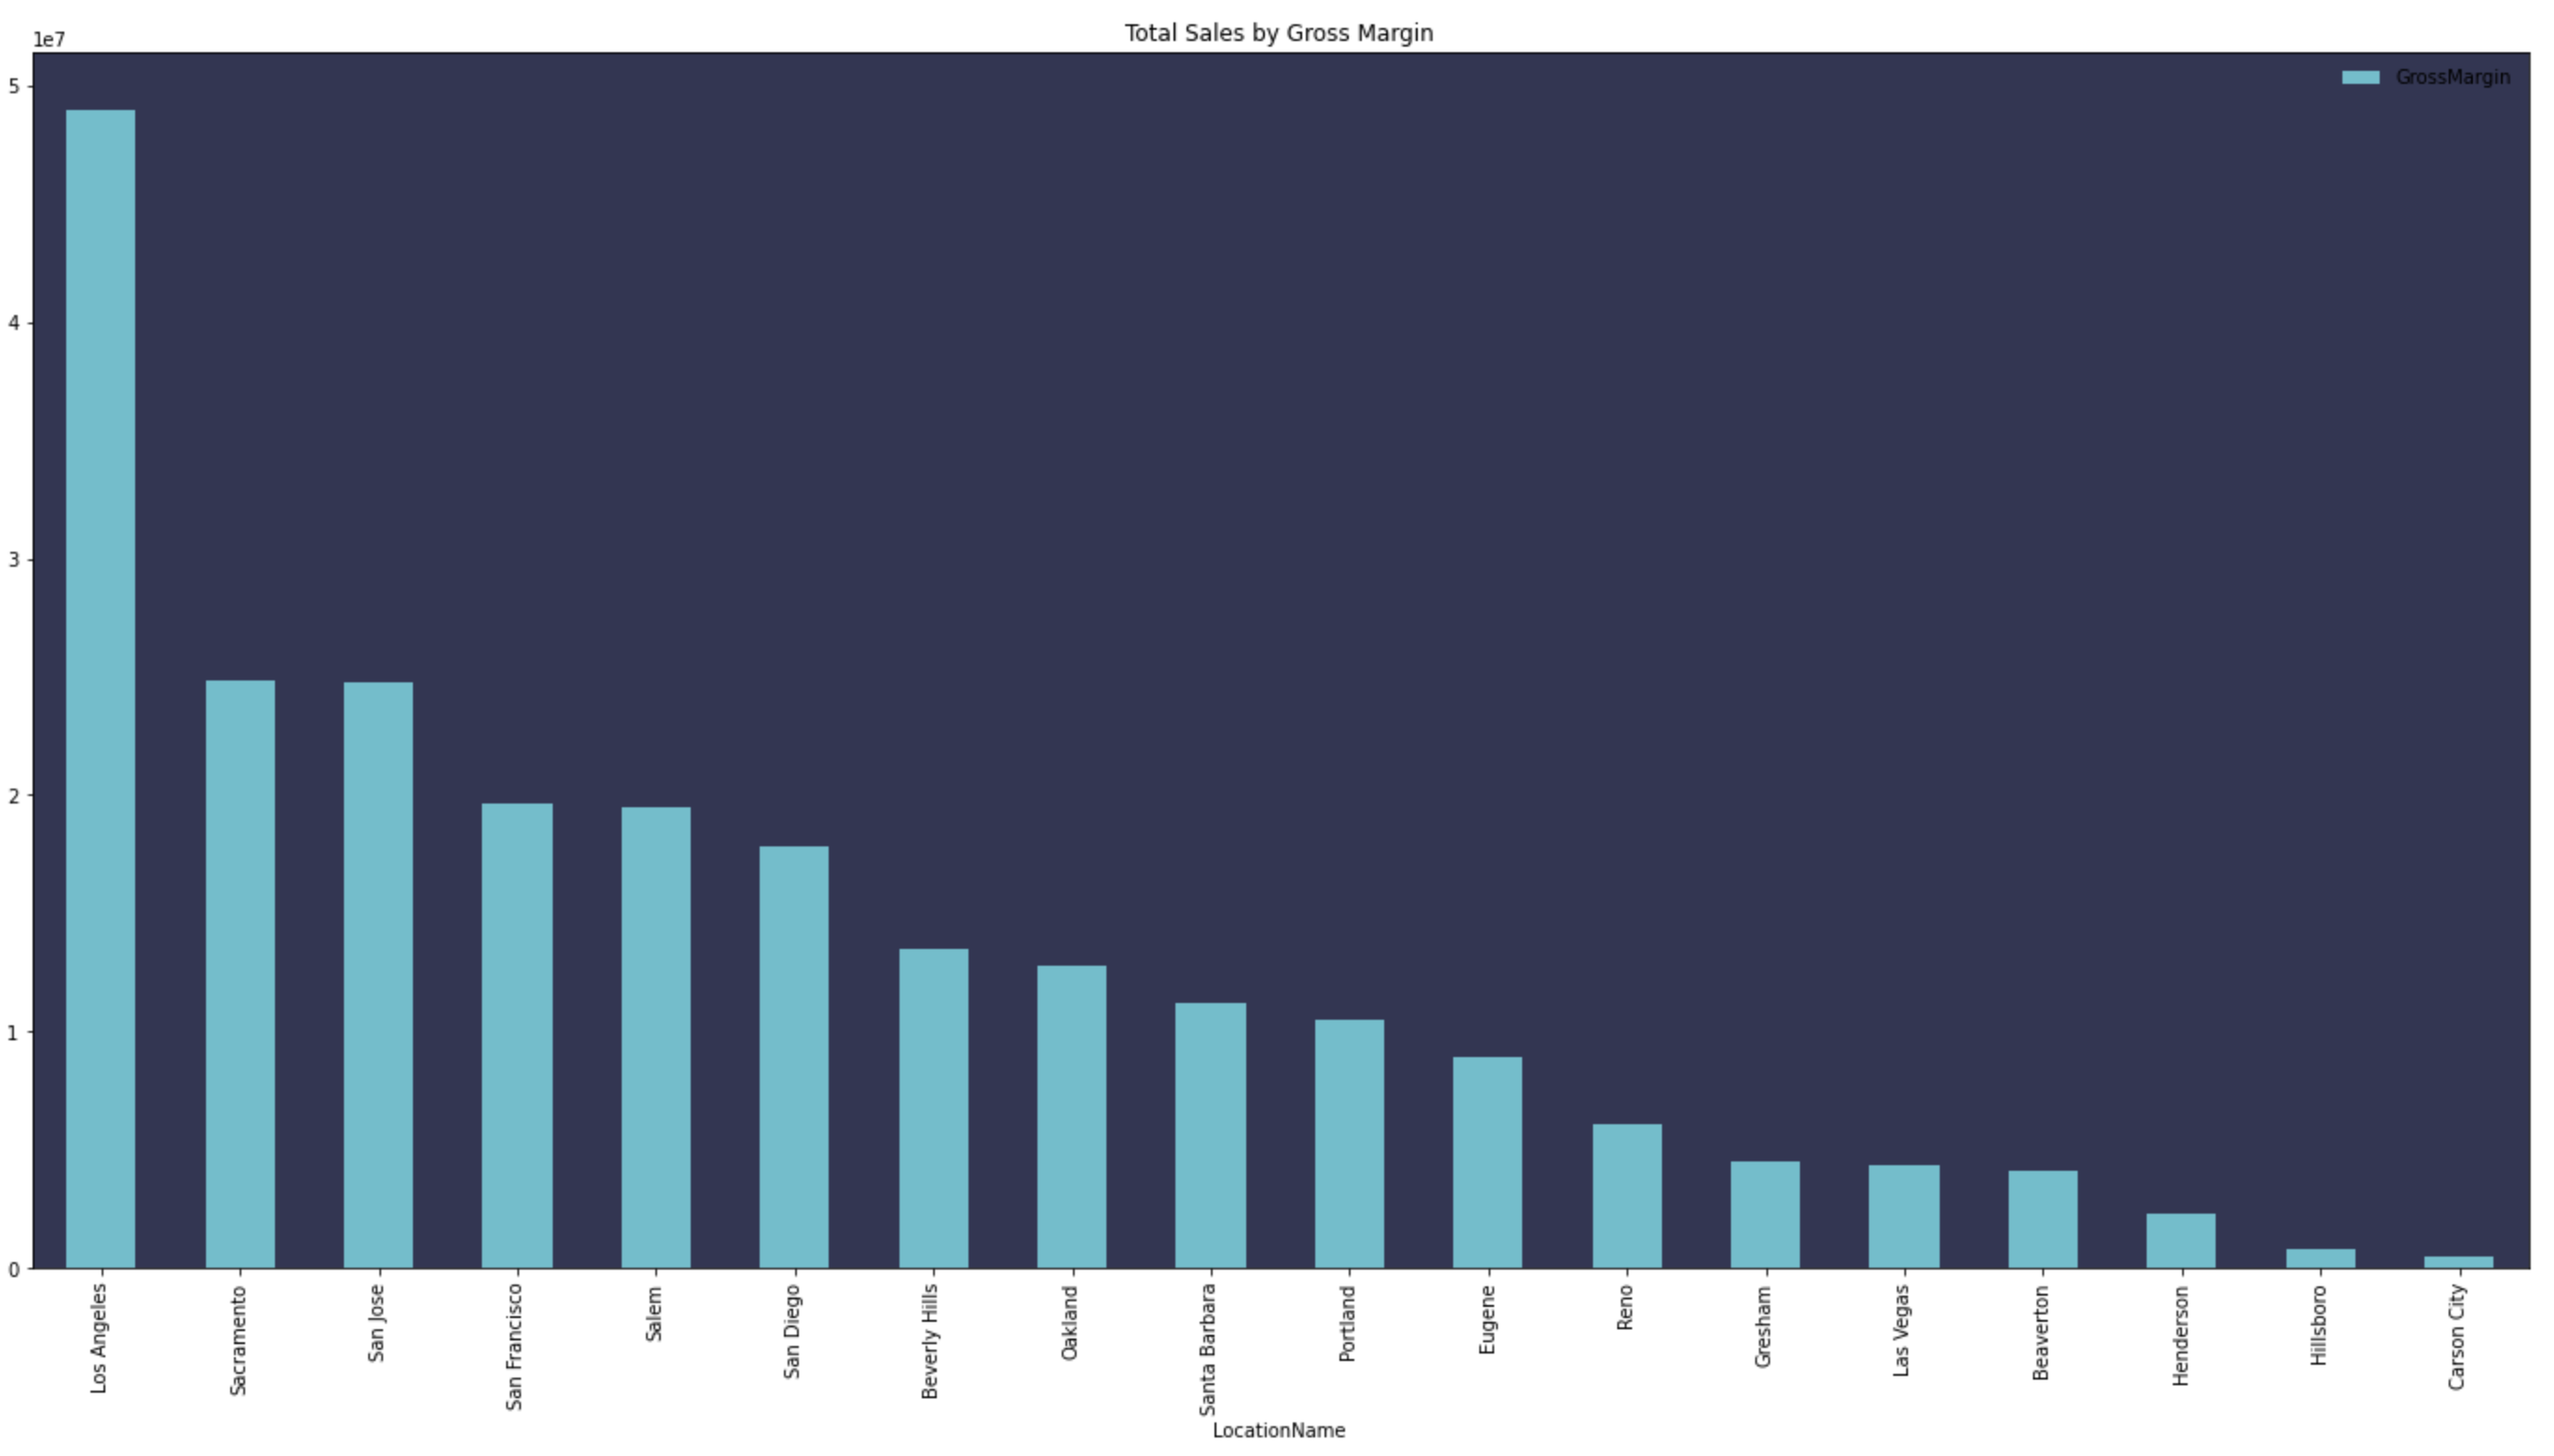 Total Sales by Gross Margin
1e7
GrossMargin
5
4
3
2
1
0
Los Angeles
Sacramento
San Jose
San Francisco
Salem
San Diego
Beverly Hills
Oakland
Santa Barbara
Portland
Eugene
Reno
Gresham
Las Vegas
Beaverton
Henderson
Hillsboro
Carson City
LocationName